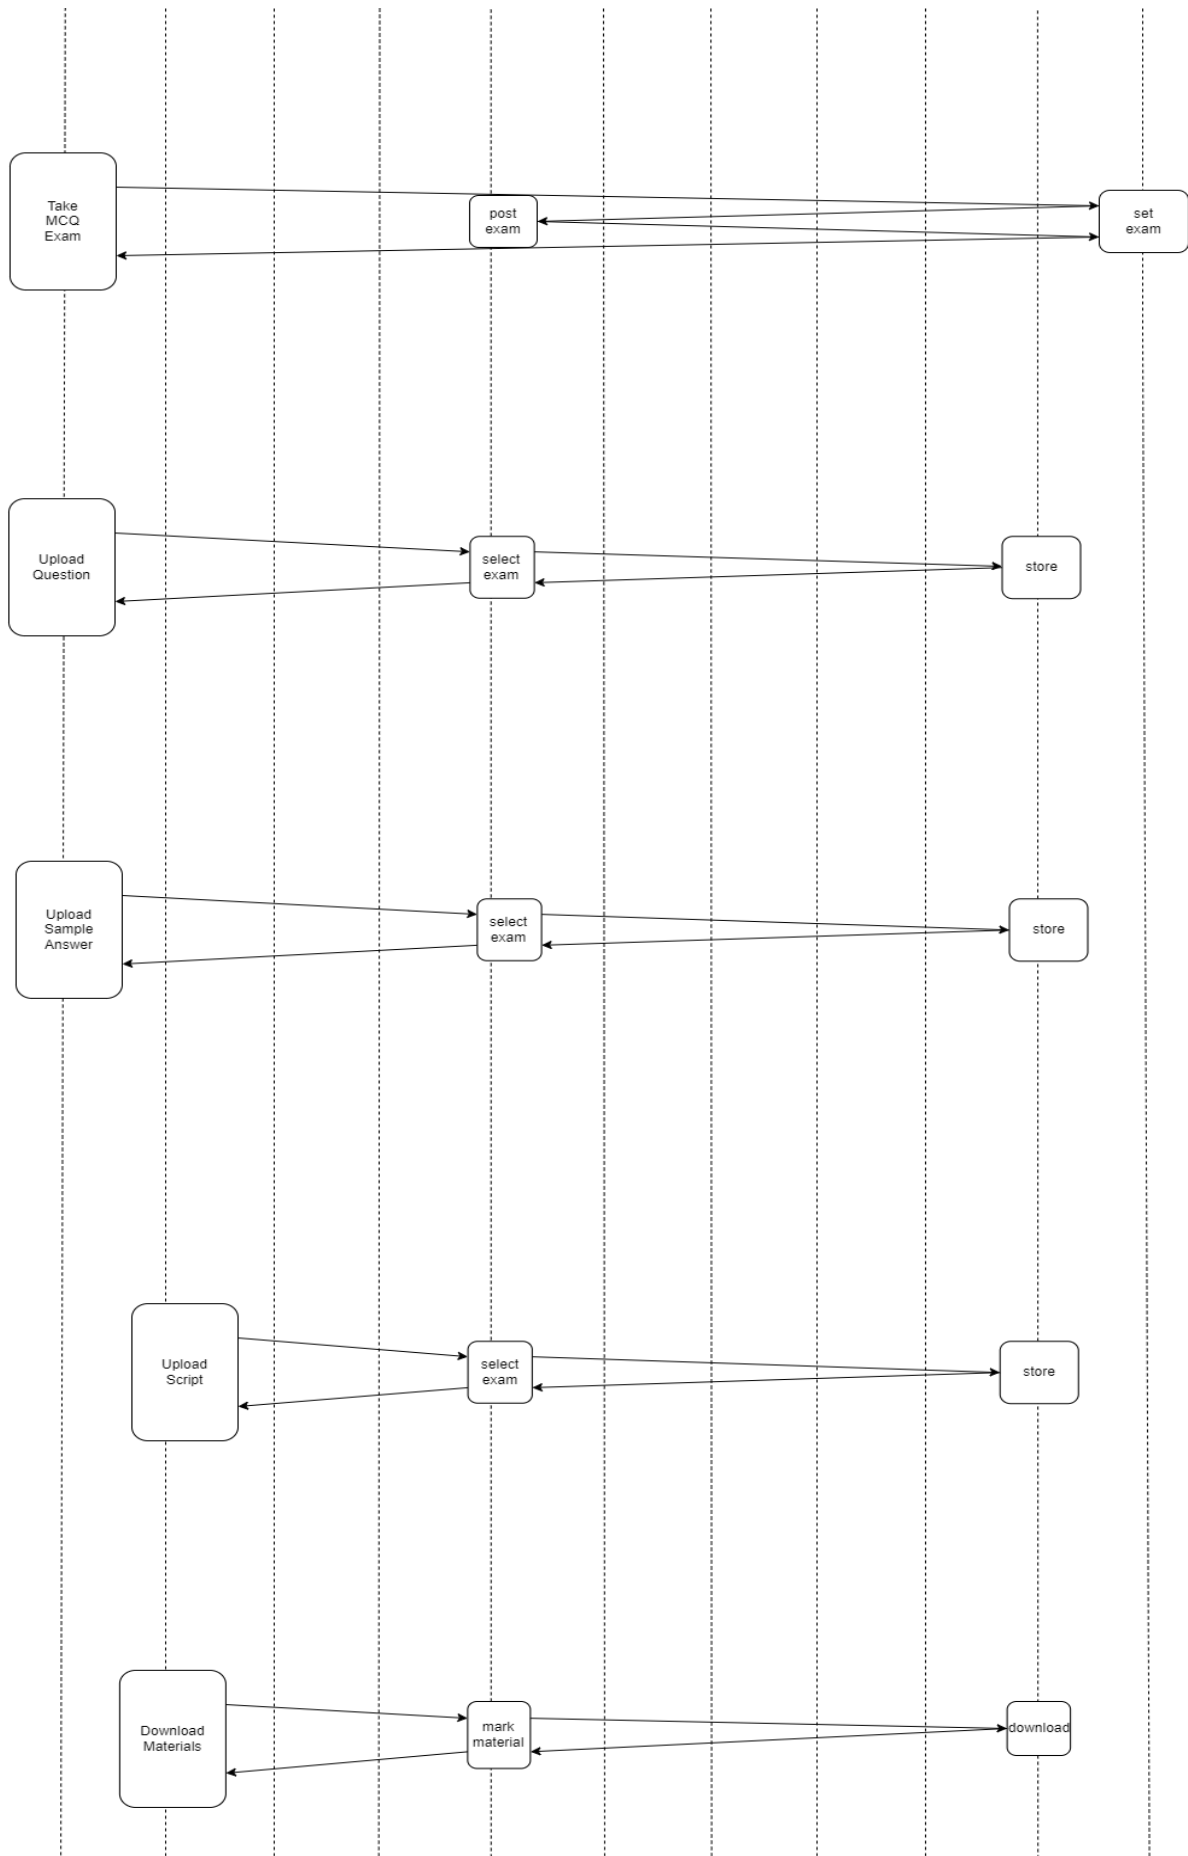 Take
MCQ
Exam
post
exam
set
exam
Upload
Question
select
exam
store
Upload
Sample
Answer
select
exam
store
Upload
Script
select
exam
store
Download
Materials
mark
material
download